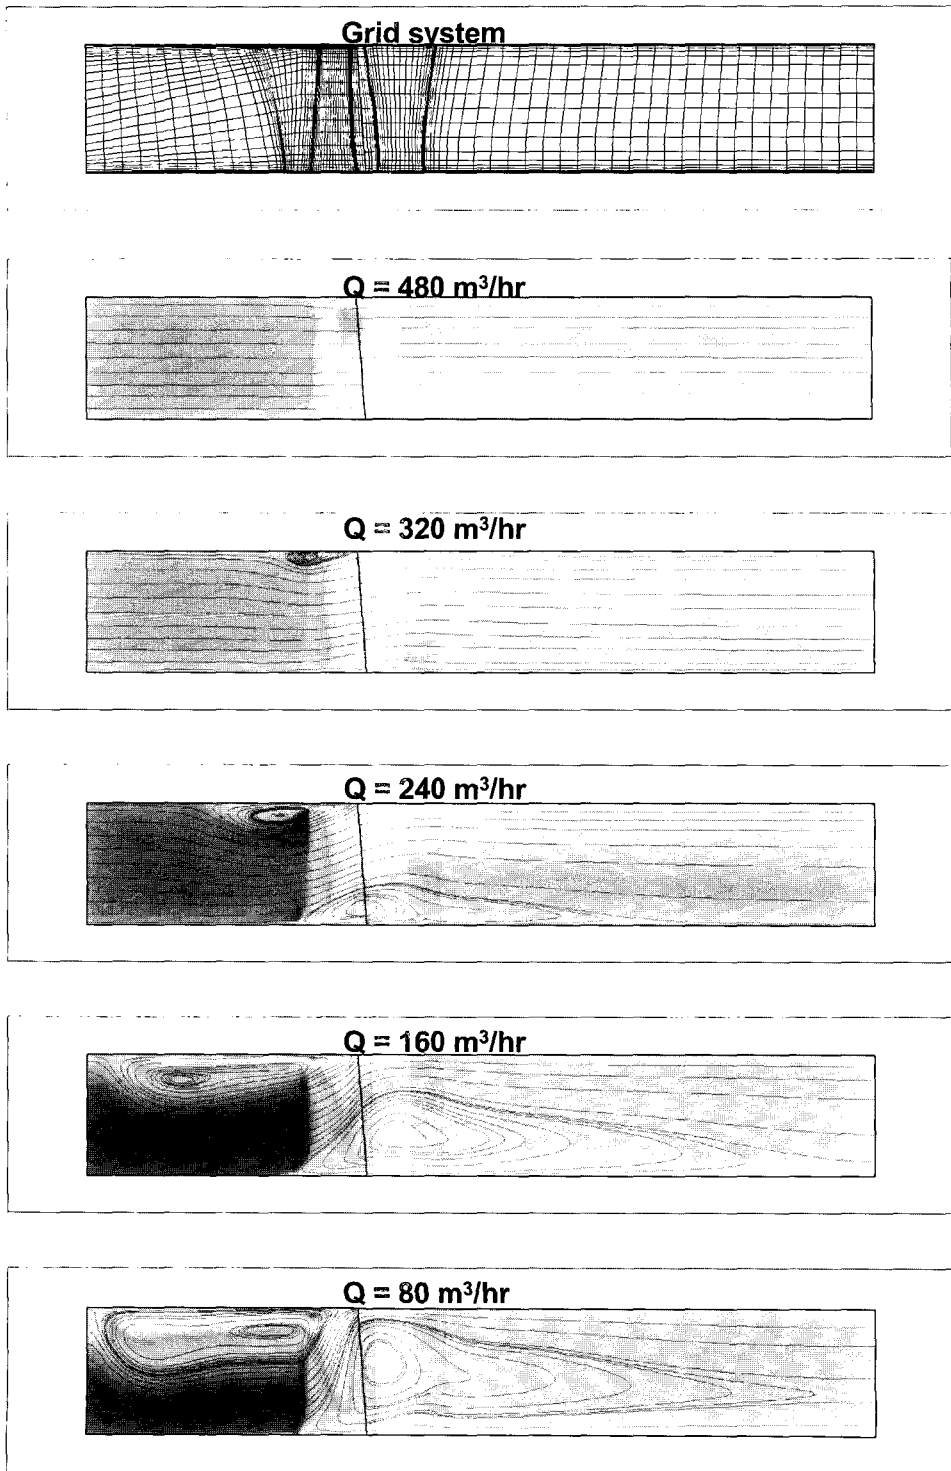 Grid system
Q = 480 m³/hr
Q = 320 m³/hr
Q = 240 m³/hr
Q = 160 m³/hr
Q = 80 m³/hr